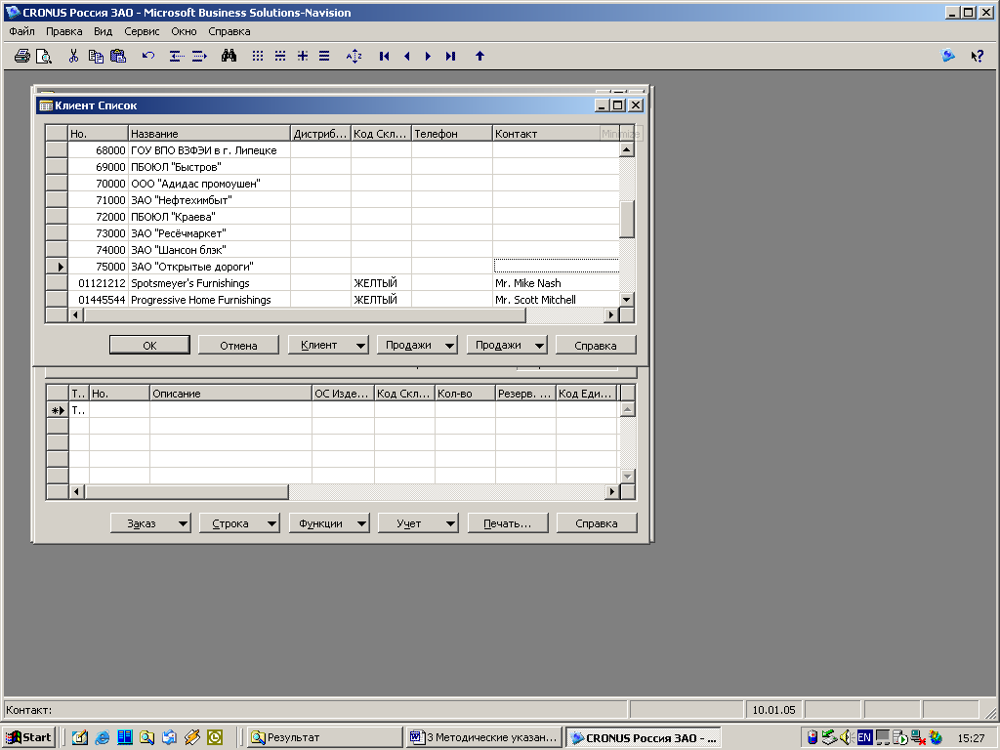 CRONUS Россия ЗАО - Microsoft Business Solutions-Navision
Файл Правка Вид Сервис Окно Справка
Клиент Список
Но. Название Дистриб... Код Скл... Телефон Контакт Minimize
68000 ГОУ ВПО ВЗФЭИ в г. Липецке
69000 ПБОЮЛ "Быстров"
70000 ООО "Адидас промоушен"
71000 ЗАО "Нефтехимбыт"
72000 ПБОЮЛ "Краева"
73000 ЗАО "Ресёчмаркет"
74000 ЗАО "Шансон блэк"
75000 ЗАО "Открытые дороги"
01121212 Spotsmeyer's Furnishings ЖЕЛТЫЙ Mr. Mike Nash
01445544 Progressive Home Furnishings ЖЕЛТЫЙ Mr. Scott Mitchell
ОК Отмена Клиент Продажи Продажи Справка
Т.. Но. Описание ОС Изде... Код Скл... Кол-во Резерв. ... Код Еди...
Т..
Заказ Строка Функции Учет Печать... Справка
Контакт: 10.01.05
Start Результат 3 Методические указан... CRONUS Россия ЗАО - ... EN 15:27